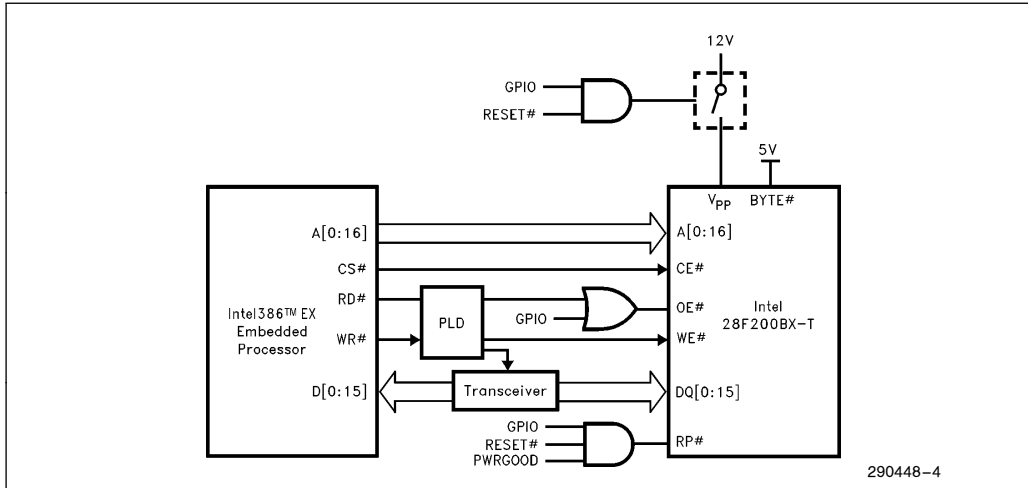 12V
GPIO
RESET#
5V
VPP BYTE#
A[0:16] A[0:16]
CS# CE#
RD# OE#
Intel386™ EX
Embedded
Processor
PLD
GPIO
Intel
28F200BX-T
WR# WE#
D[0:15] Transceiver DQ[0:15]
GPIO
RESET#
PWRGOOD
RP#
290448-4